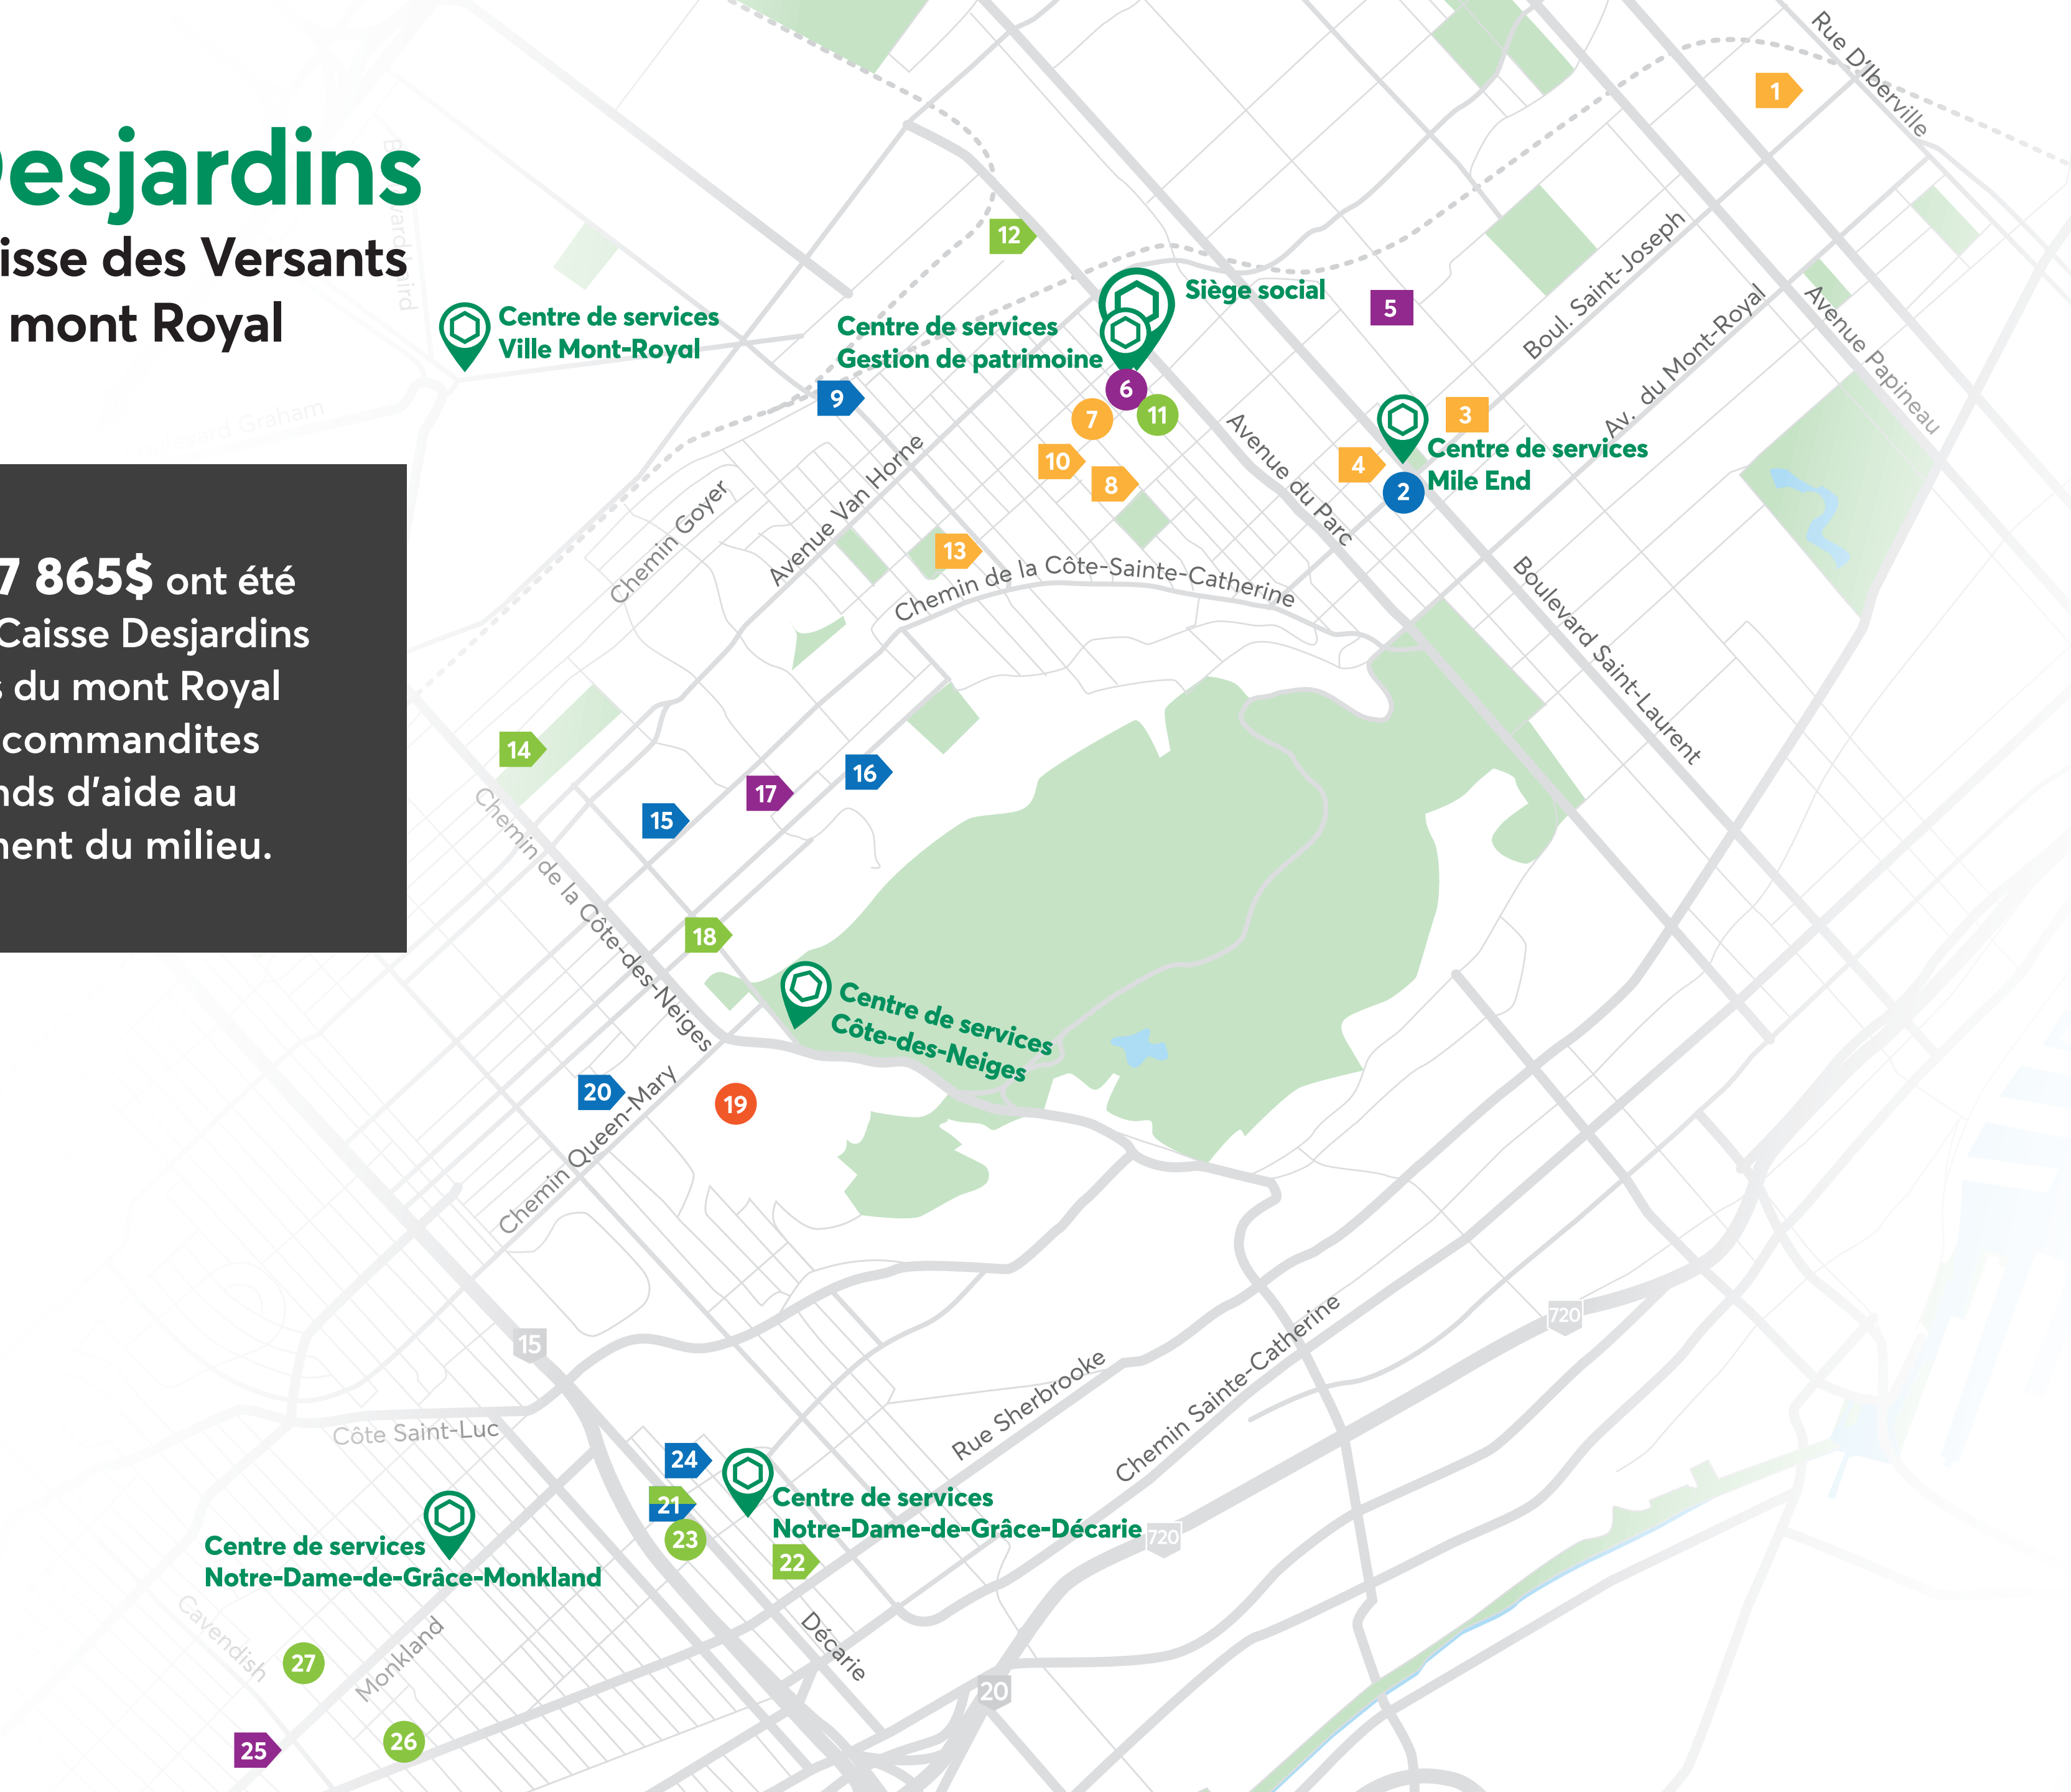 Desjardins
isse des Versants
mont Royal
7 865$ ont été
Caisse Desjardins
s du mont Royal
commandites
nds d'aide au
nent du milieu.
Rue D'Iberville
1
12
Siège social
5
Centre de services
Ville Mont-Royal
Centre de services
Gestion de patrimoine
Boul. Saint-Joseph
Av. du Mont-Royal
Avenue Papineau
9
6
7
11
3
Centre de services
Mile End
4
2
10
8
Avenue du Parc
Boulevard Graham
Chemin Goyer
Avenue Van Horne
13
Chemin de la Côte-Sainte-Catherine
Boulevard Saint-Laurent
14
16
17
15
Chemin de la Côte-des-Neiges
18
Centre de services
Côte-des-Neiges
20
19
Chemin Queen-Mary
15
720
Côte Saint-Luc
Rue Sherbrooke
Chemin Sainte-Catherine
24
21
23
Centre de services
Notre-Dame-de-Grâce-Décarie
720
22
Centre de services
Notre-Dame-de-Grâce-Monkland
Cavendish
Monkland
Décarie
27
26
25
20